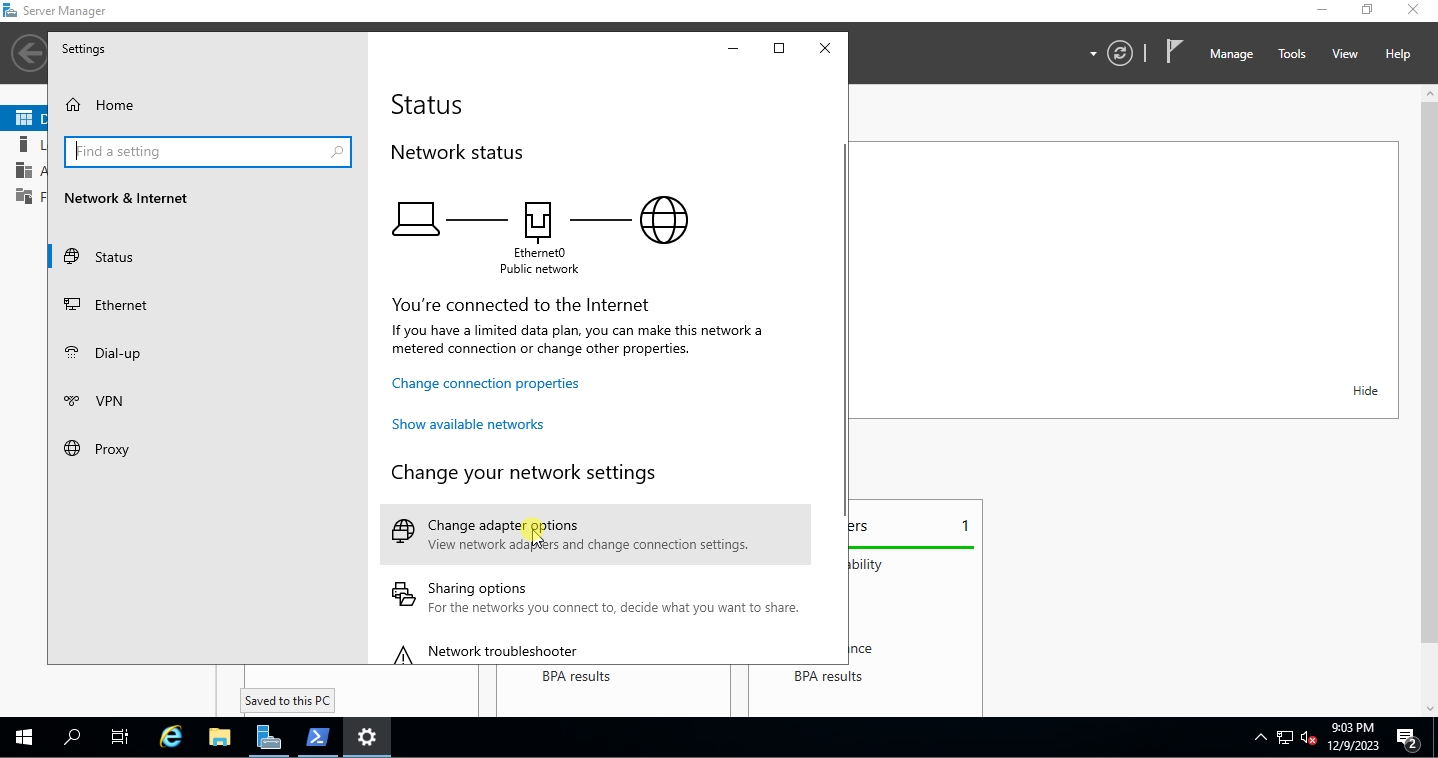 Server Manager
Manage
Tools
View
Help
Settings
Home
Find a setting
Network & Internet
Status
Ethernet
Dial-up
VPN
Proxy
Status
Network status
Ethernet0
Public network
You're connected to the Internet
If you have a limited data plan, you can make this network a
metered connection or change other properties.
Change connection properties
Show available networks
Change your network settings
Change adapter options
View network adapters and change connection settings.
Sharing options
For the networks you connect to, decide what you want to share.
Network troubleshooter
Hide
ers
1
ability
nce
BPA results
BPA results
Saved to this PC
9:03 PM
12/9/2023
2